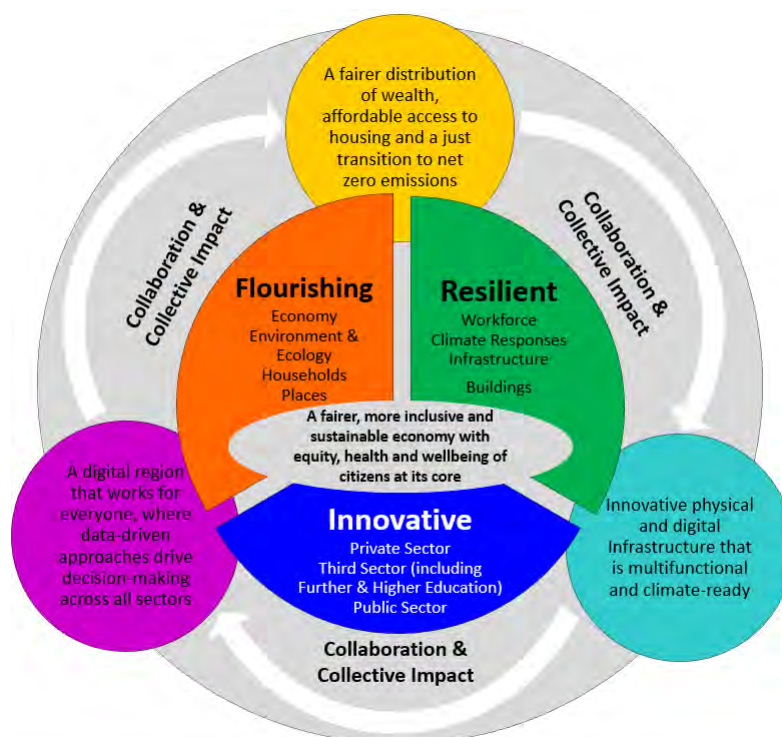 A fairer distribution
of wealth,
affordable access to
housing and a just
transition to net
zero emissions
Collaboration &
Collective Impact
Collaboration &
Collective Impact
Flourishing
Economy
Environment &
Ecology
Households
Places
Resilient
Workforce
Climate Responses
Infrastructure
Buildings
A fairer, more inclusive and
sustainable economy with
equity, health and wellbeing of
citizens at its core
A digital region
that works for
everyone, where
data-driven
approaches drive
decision-making
across all sectors
Innovative
Private Sector
Third Sector (including
Further & Higher Education)
Public Sector
Innovative physical
and digital
Infrastructure that
is multifunctional
and climate-ready
Collaboration &
Collective Impact